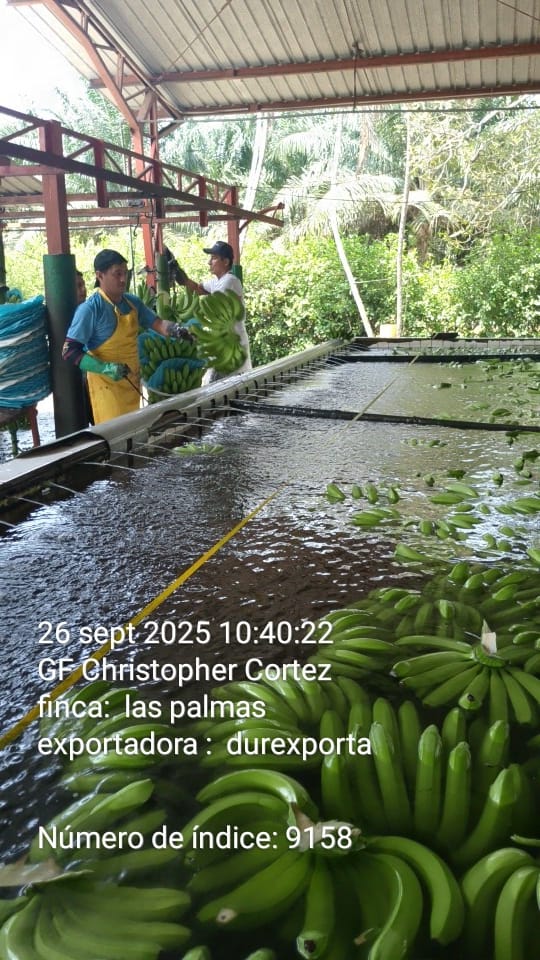 26 sept 2025 10:40:22
GF Christopher Cortez
finca:  las palmas
exportadora :  durexporta
Número de índice: 9158